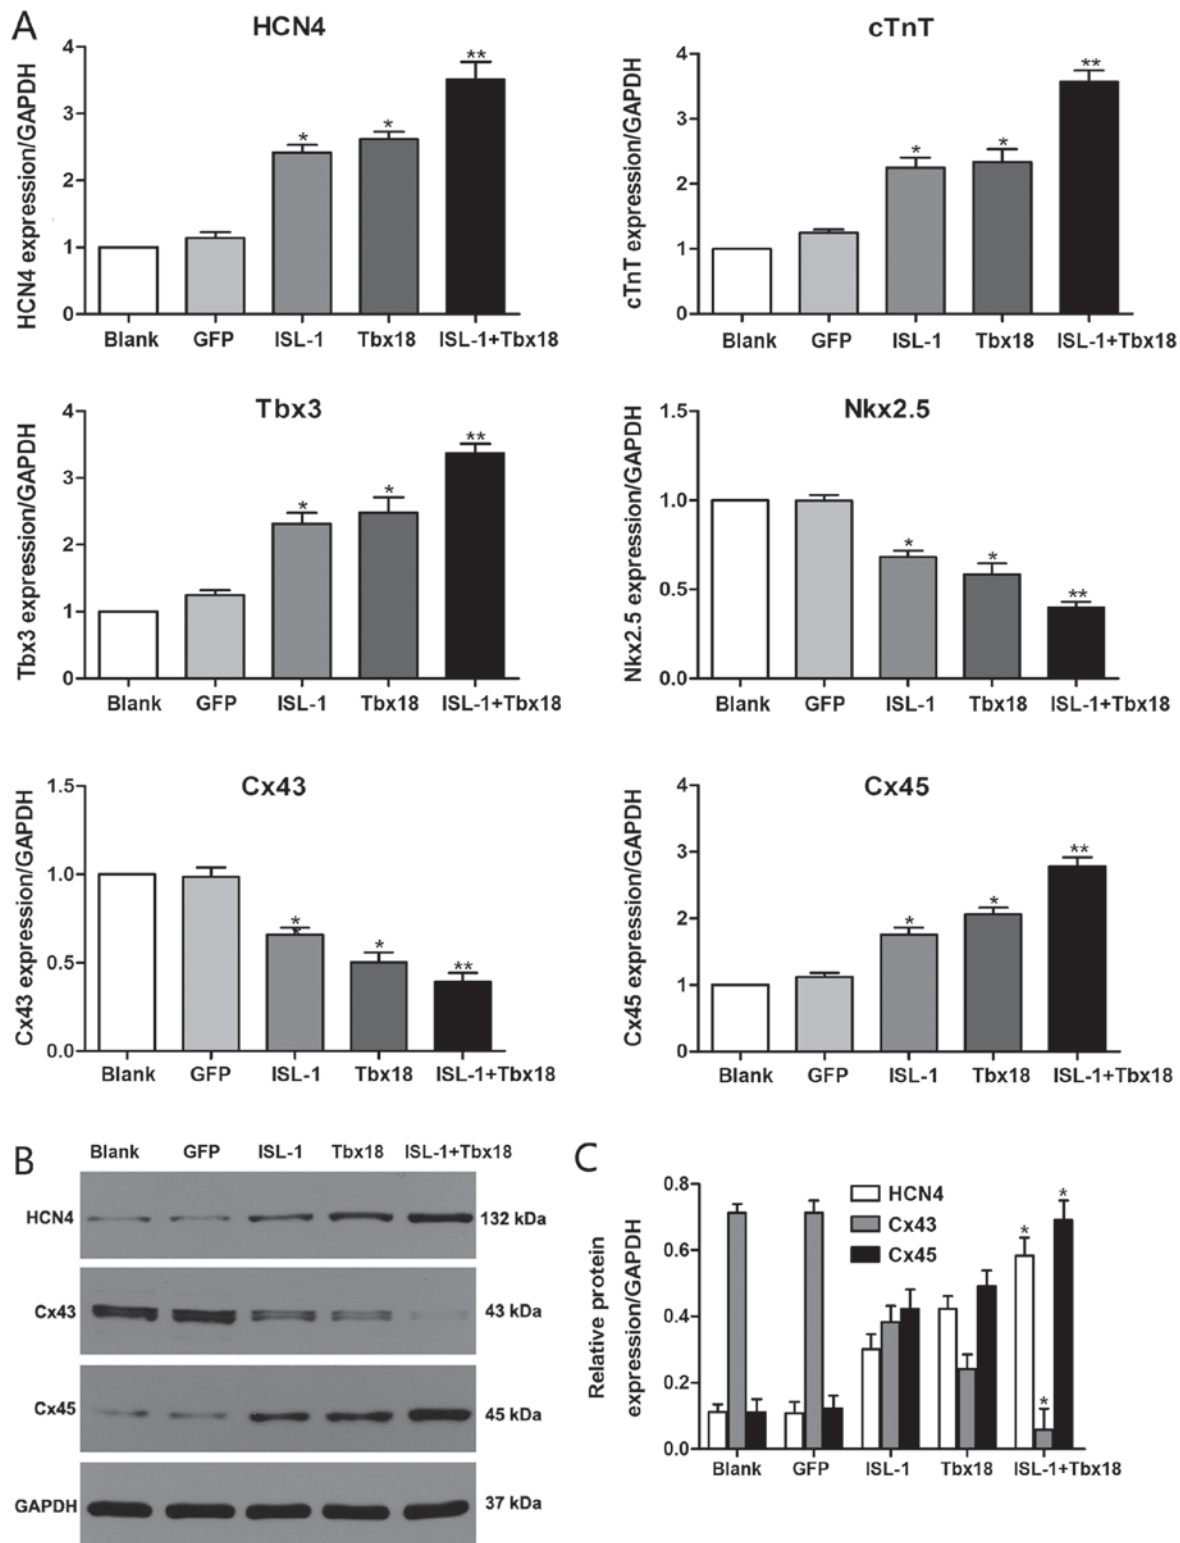 A
HCN4
HCN4 expression/GAPDH
4
3
2
1
0
*
*
**
Blank GFP ISL-1 Tbx18 ISL-1+Tbx18
cTnT
cTnT expression/GAPDH
4
3
2
1
0
*
*
**
Blank GFP ISL-1 Tbx18 ISL-1+Tbx18
Tbx3
Tbx3 expression/GAPDH
4
3
2
1
0
*
*
**
Blank GFP ISL-1 Tbx18 ISL-1+Tbx18
Nkx2.5
Nkx2.5 expression/GAPDH
1.5
1.0
0.5
0.0
*
*
**
Blank GFP ISL-1 Tbx18 ISL-1+Tbx18
Cx43
Cx43 expression/GAPDH
1.5
1.0
0.5
0.0
*
*
*
**
Blank GFP ISL-1 Tbx18 ISL-1+Tbx18
Cx45
Cx45 expression/GAPDH
4
3
2
1
0
*
*
**
Blank GFP ISL-1 Tbx18 ISL-1+Tbx18
B
Blank GFP ISL-1 Tbx18 ISL-1+Tbx18
HCN4 132 kDa
Cx43 43 kDa
Cx45 45 kDa
GAPDH 37 kDa
C
Relative protein
expression/GAPDH
0.8
0.6
0.4
0.2
0.0
HCN4
Cx43
Cx45
*
*
*
Blank GFP ISL-1 Tbx18 ISL-1+Tbx18